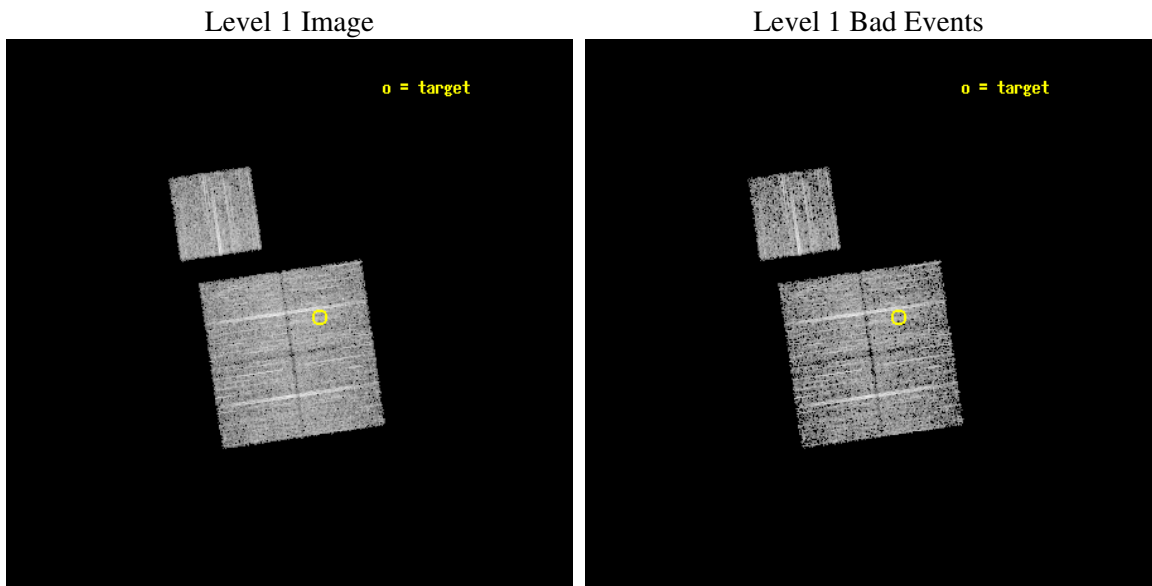 Level 1 Image
Level 1 Bad Events
o = target
o = target